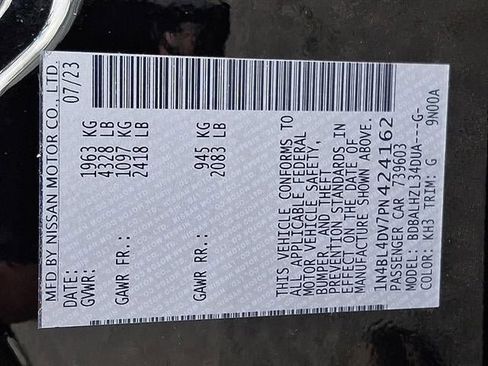 MFD BY NISSAN MOTOR CO., LTD.
DATE: 07/23
GVWR: 1963 KG
4328 LB
GAWR FR.: 1097 KG
2418 LB
GAWR RR.: 945 KG
2083 LB
THIS VEHICLE CONFORMS TO
ALL APPLICABLE FEDERAL
MOTOR VEHICLE SAFETY,
BUMPER, AND THEFT
PREVENTION STANDARDS IN
EFFECT ON THE DATE OF
MANUFACTURE SHOWN ABOVE.
1N4BL4DV7PN424162
PASSENGER CAR 739603
MODEL: BDBALHZL34DUA----G-
COLOR: KH3 TRIM: G 9N00A